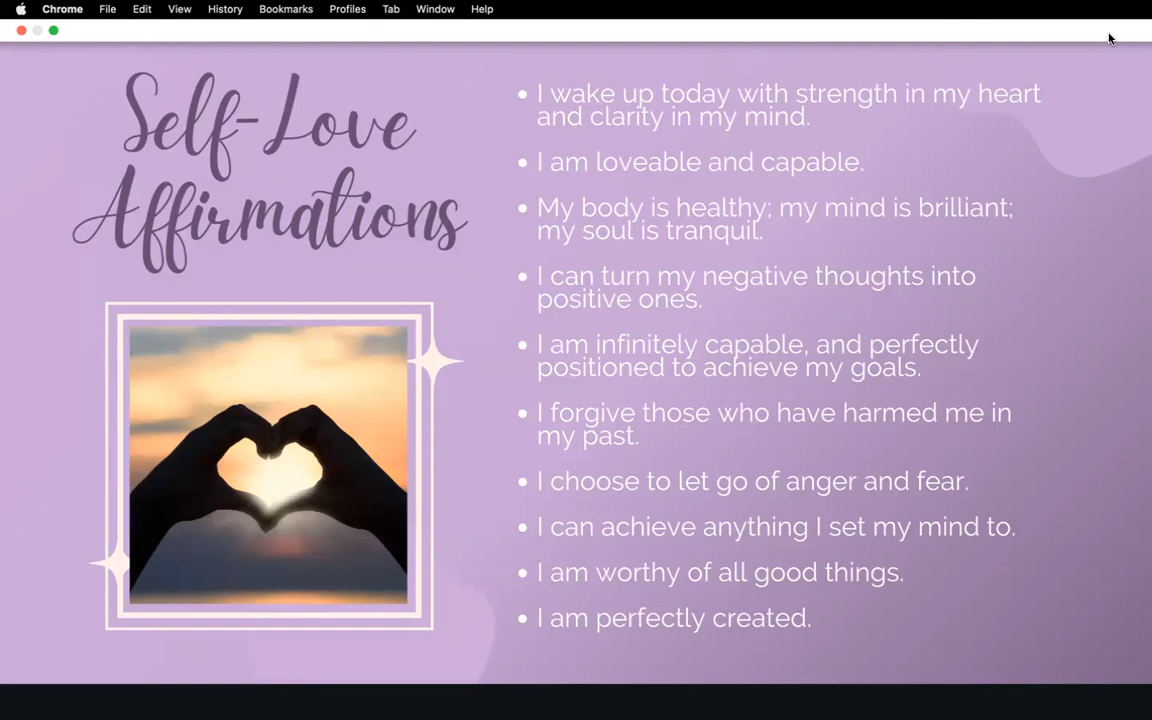 Chrome File Edit View History Bookmarks Profiles Tab Window Help
Self-Love
Affirmations
• I wake up today with strength in my heart
and clarity in my mind.
• I am loveable and capable.
• My body is healthy; my mind is brilliant;
my soul is tranquil.
• I can turn my negative thoughts into
positive ones.
• I am infinitely capable, and perfectly
positioned to achieve my goals.
• I forgive those who have harmed me in
my past.
• I choose to let go of anger and fear.
• I can achieve anything I set my mind to.
• I am worthy of all good things.
• I am perfectly created.